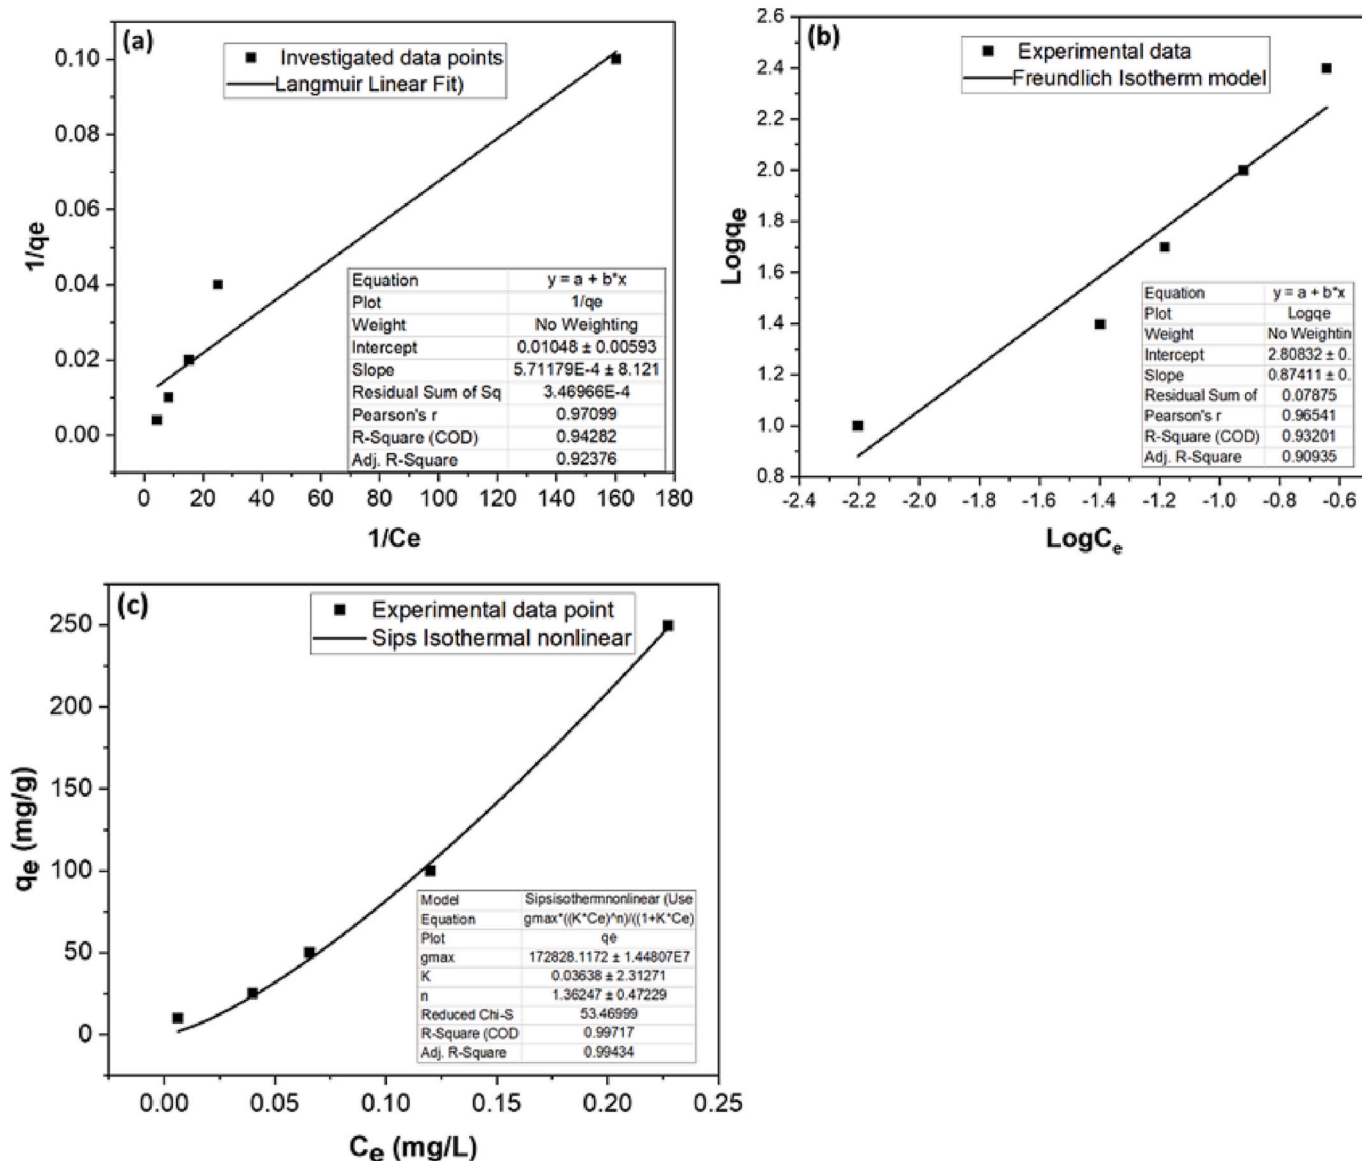 (a)
Investigated data points
Langmuir Linear Fit)
0.10
0.08
0.06
0.04
0.02
0.00
1/qe
Equation y = a + b*x
Plot 1/qe
Weight No Weighting
Intercept 0.01048 ± 0.00593
Slope 5.71179E-4 ± 8.121
Residual Sum of Sq 3.46966E-4
Pearson's r 0.97099
R-Square (COD) 0.94282
Adj. R-Square 0.92376
0 20 40 60 80 100 120 140 160 180
1/Ce
(b)
Experimental data
Freundlich Isotherm model
2.6
2.4
2.2
2.0
1.8
1.6
1.4
1.2
1.0
0.8
Logqe
Equation y = a + b*x
Plot Logqe
Weight No Weightin
Intercept 2.80832 ± 0.
Slope 0.87411 ± 0.
Residual Sum of 0.07875
Pearson's r 0.96541
R-Square (COD) 0.93201
Adj. R-Square 0.90935
-2.4 -2.2 -2.0 -1.8 -1.6 -1.4 -1.2 -1.0 -0.8 -0.6
LogCe
(c)
Experimental data point
Sips Isothermal nonlinear
250
200
150
100
50
0
qe (mg/g)
Model Sipsisothermnonlinear (Use
Equation gmax*((K*Ce)^n)/((1+K*Ce)
Plot qe
gmax 172828.1172 ± 1.44807E7
K 0.03638 ± 2.31271
n 1.36247 ± 0.47229
Reduced Chi-S 53.46999
R-Square (COD 0.99717
Adj. R-Square 0.99434
0.00 0.05 0.10 0.15 0.20 0.25
Ce (mg/L)